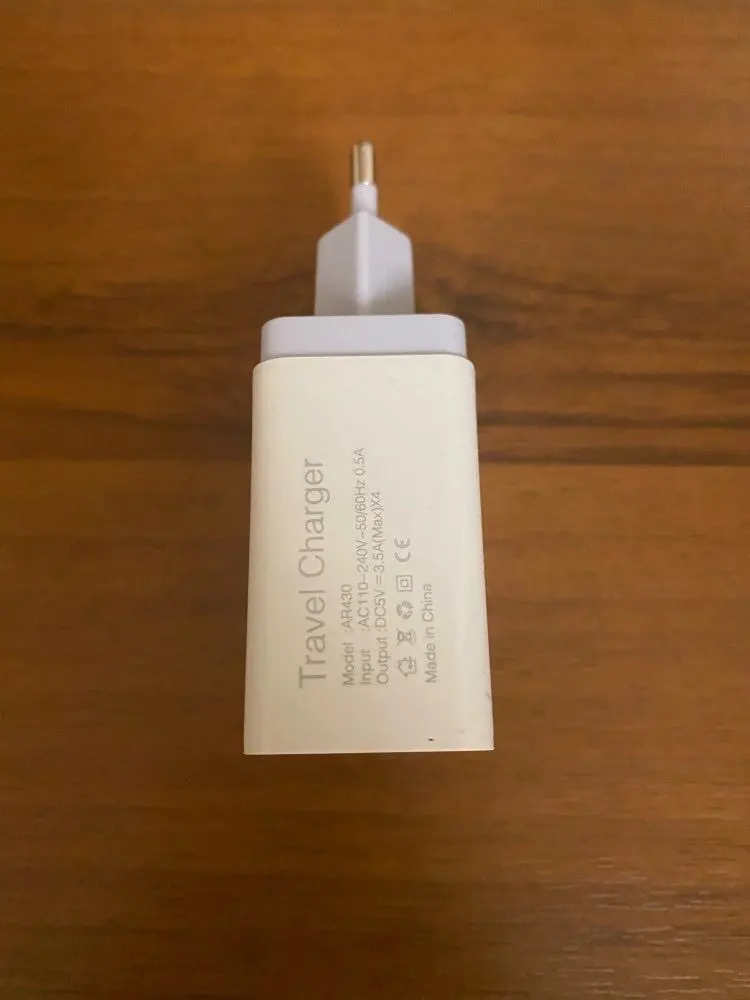 Travel Charger
Model :AR430
Input :AC110-240V~50/60Hz 0.5A
Output :DC5V=3.5A(Max)X4
CE
Made in China